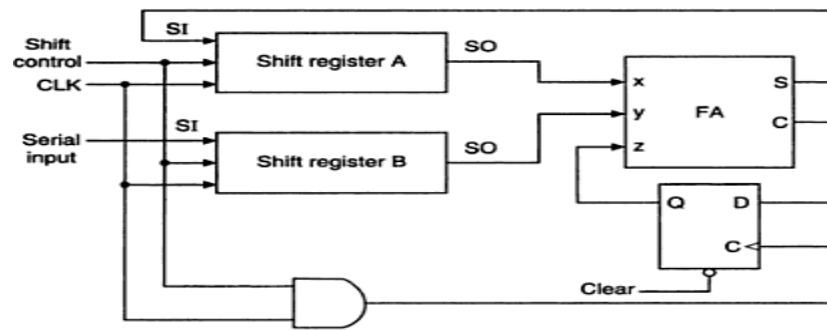 SI
Shift control
Shift register A
SO
CLK
x
S
y
FA
C
z
Serial input
SI
Shift register B
SO
Q
D
C
Clear